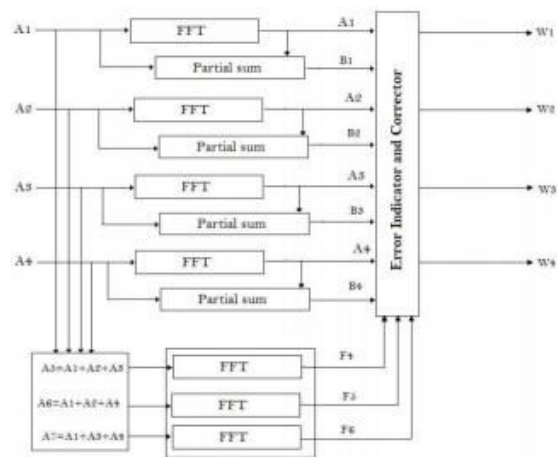 A1 FFT A1 W1
Partial sum B1
A2 FFT A2 W2
Partial sum B2
A3 FFT A3 W3
Partial sum B3
A4 FFT A4 W4
Partial sum B4
Error Indicator and Corrector
A5=A1+A2+A3 FFT F4
A6=A1+A2+A4 FFT F5
A7=A1+A3+A4 FFT F6